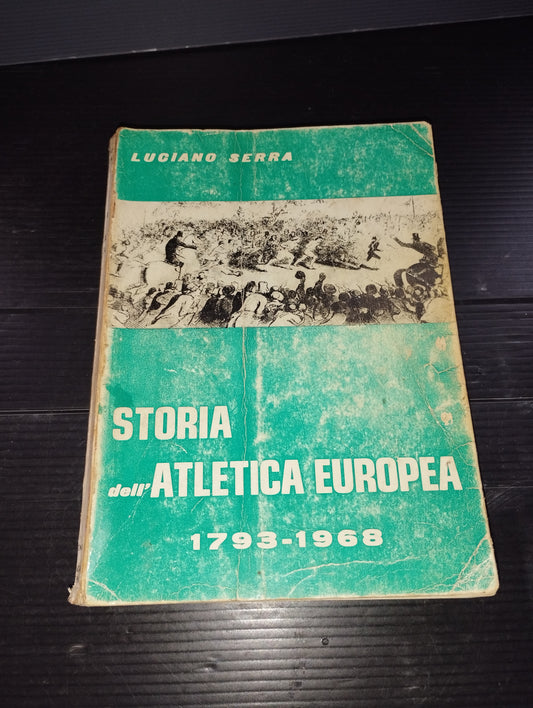 LUCIANO SERRA
STORIA
dell'ATLETICA EUROPEA
1793-1968